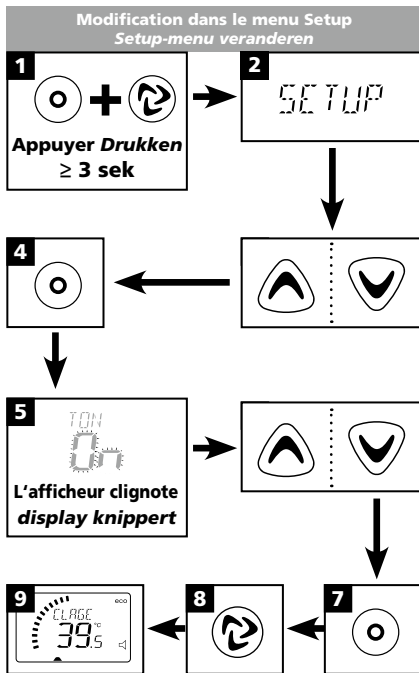 Modification dans le menu Setup
Setup-menu veranderen
1
2
SETUP
Appuyer Drukken
≥ 3 sek
4
5
TON
On
L'afficheur clignote
display knippert
9
eco
CLAGE
39.5 °C
8
7